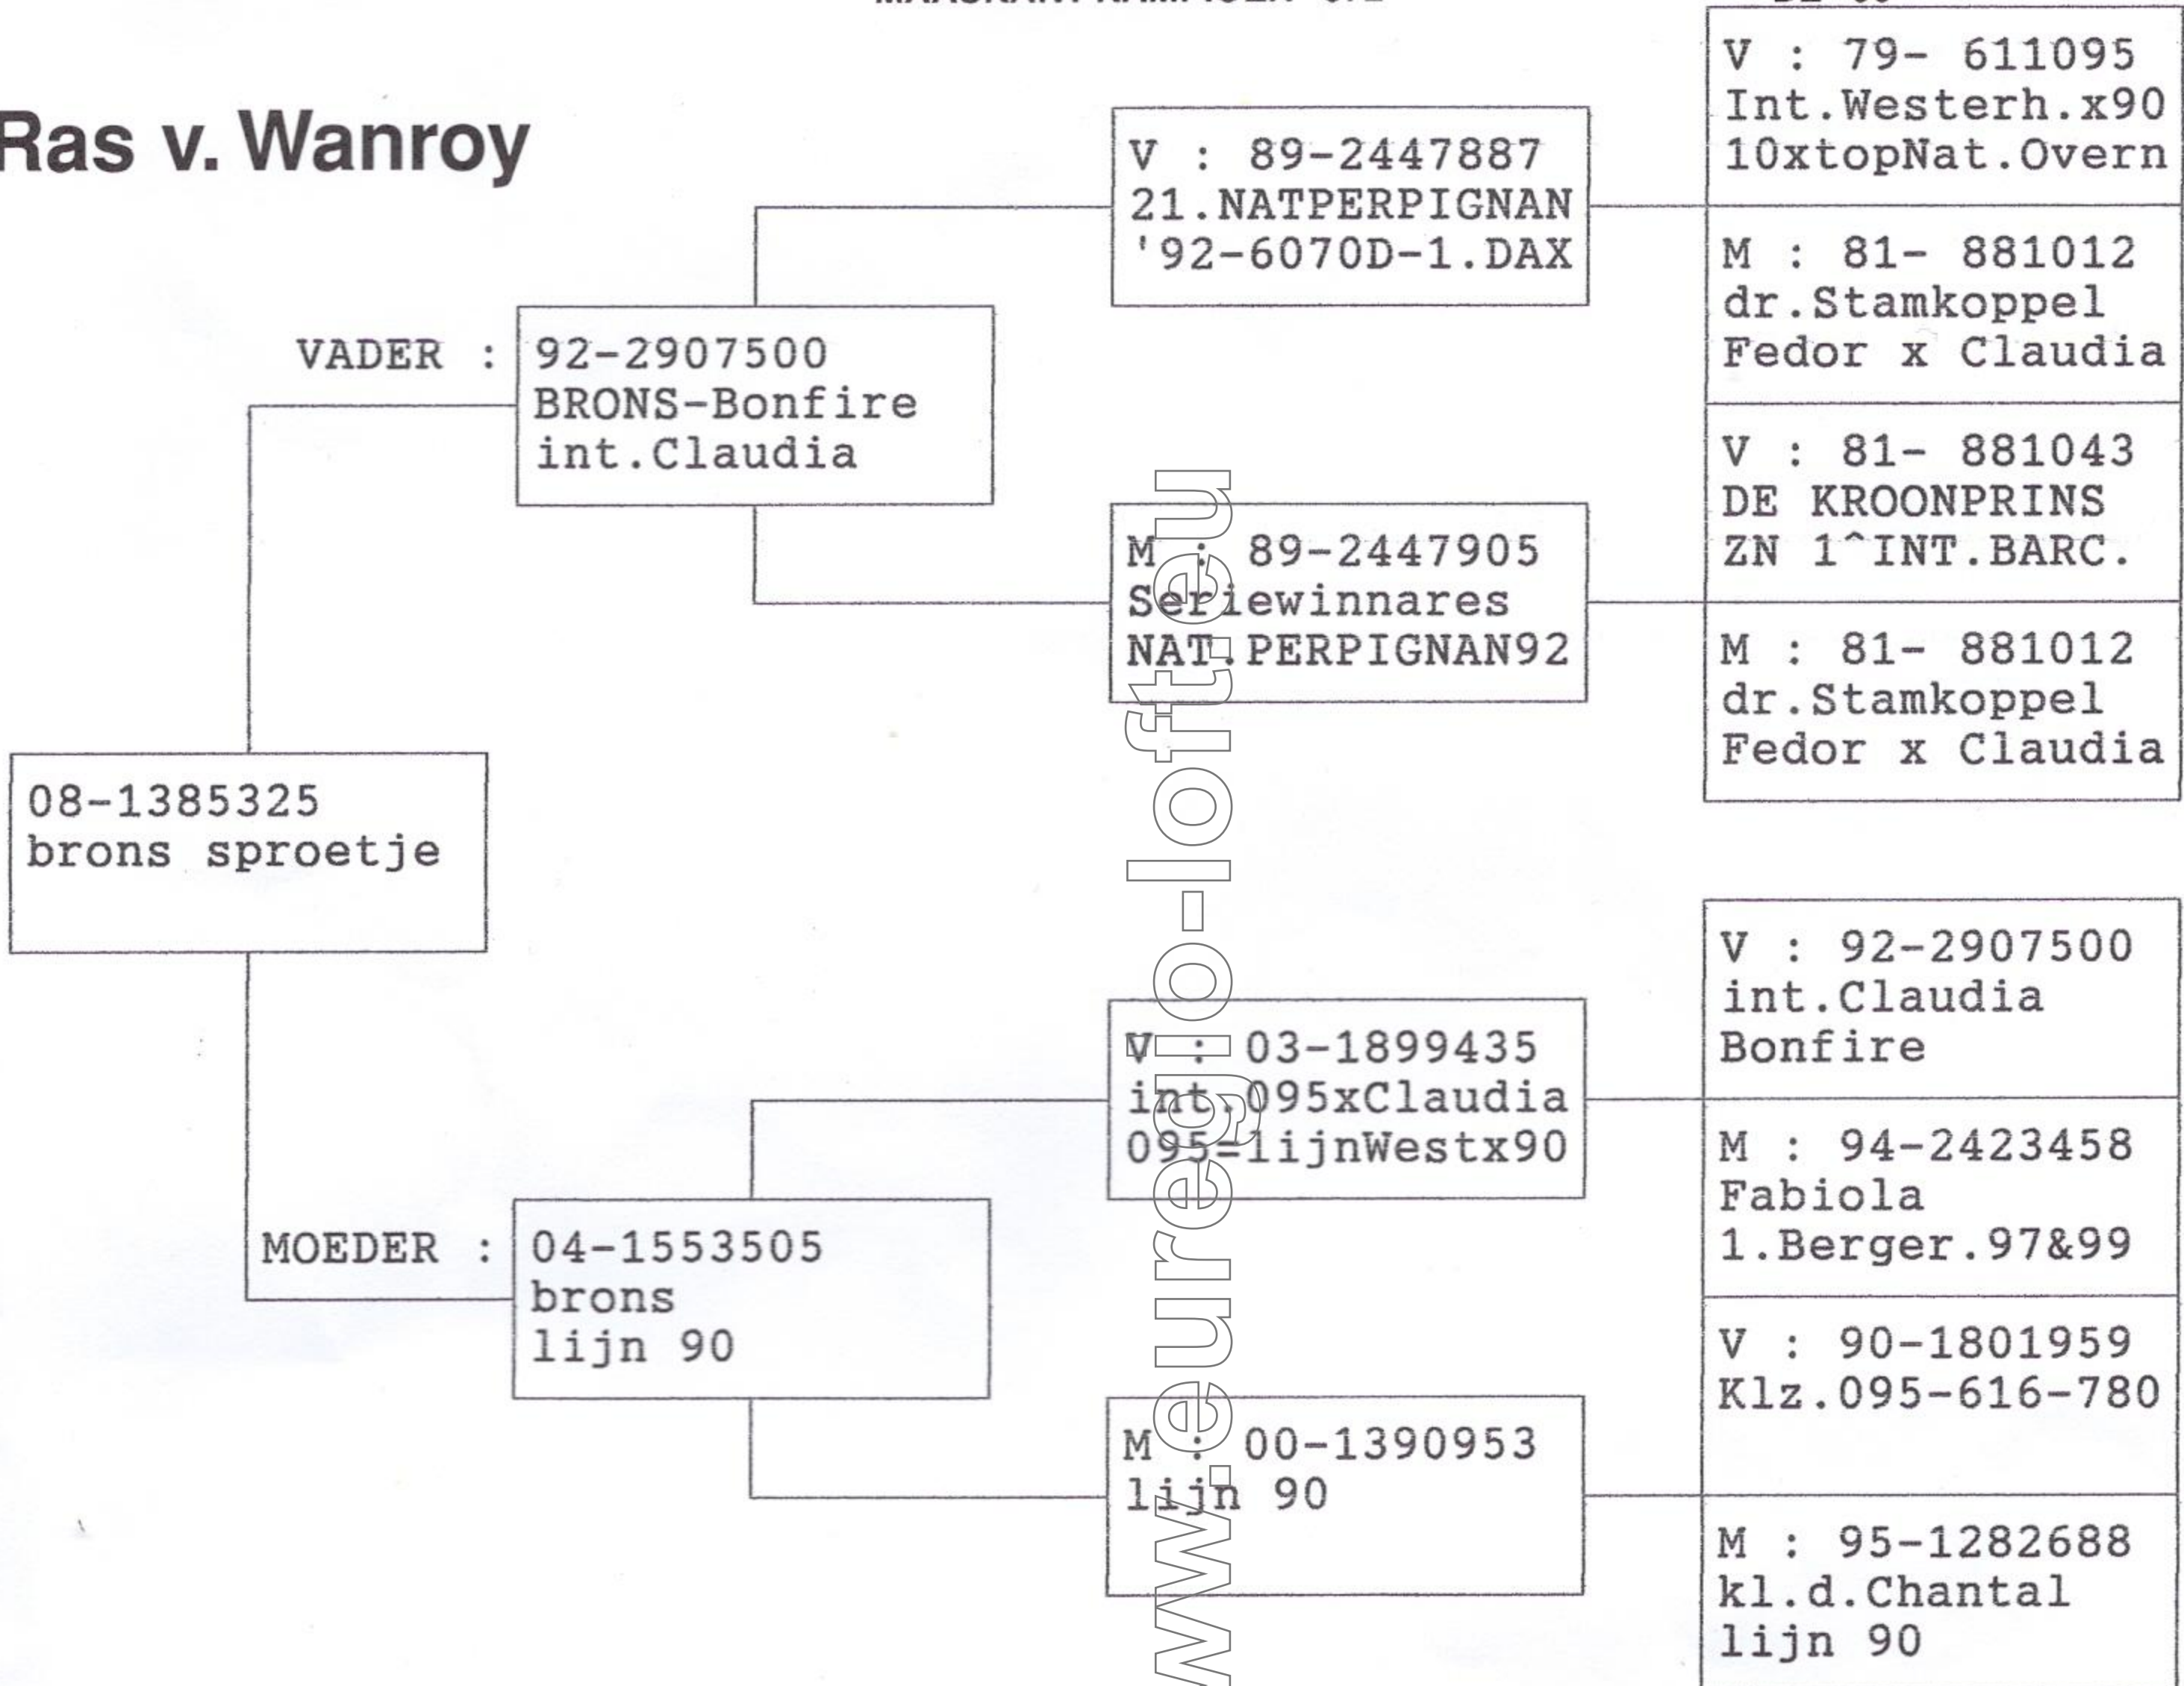 Ras v. Wanroy
VADER :
92-2907500
BRONS-Bonfire
int.Claudia
V : 89-2447887
21.NATPERPIGNAN
'92-6070D-1.DAX
V : 79- 611095
Int.Westerh.x90
10xtopNat.Overn
M : 81- 881012
dr.Stamkoppel
Fedor x Claudia
M : 89-2447905
Seriewinnares
NAT.PERPIGNAN92
V : 81- 881043
DE KROONPRINS
ZN 1^INT.BARC.
M : 81- 881012
dr.Stamkoppel
Fedor x Claudia
08-1385325
brons sproetje
MOEDER :
04-1553505
brons
lijn 90
V : 03-1899435
int.095xClaudia
095=lijnWestx90
V : 92-2907500
int.Claudia
Bonfire
M : 94-2423458
Fabiola
1.Berger.97&99
M : 00-1390953
lijn 90
V : 90-1801959
Klz.095-616-780
M : 95-1282688
kl.d.Chantal
lijn 90
ww.euregio-loft.eu